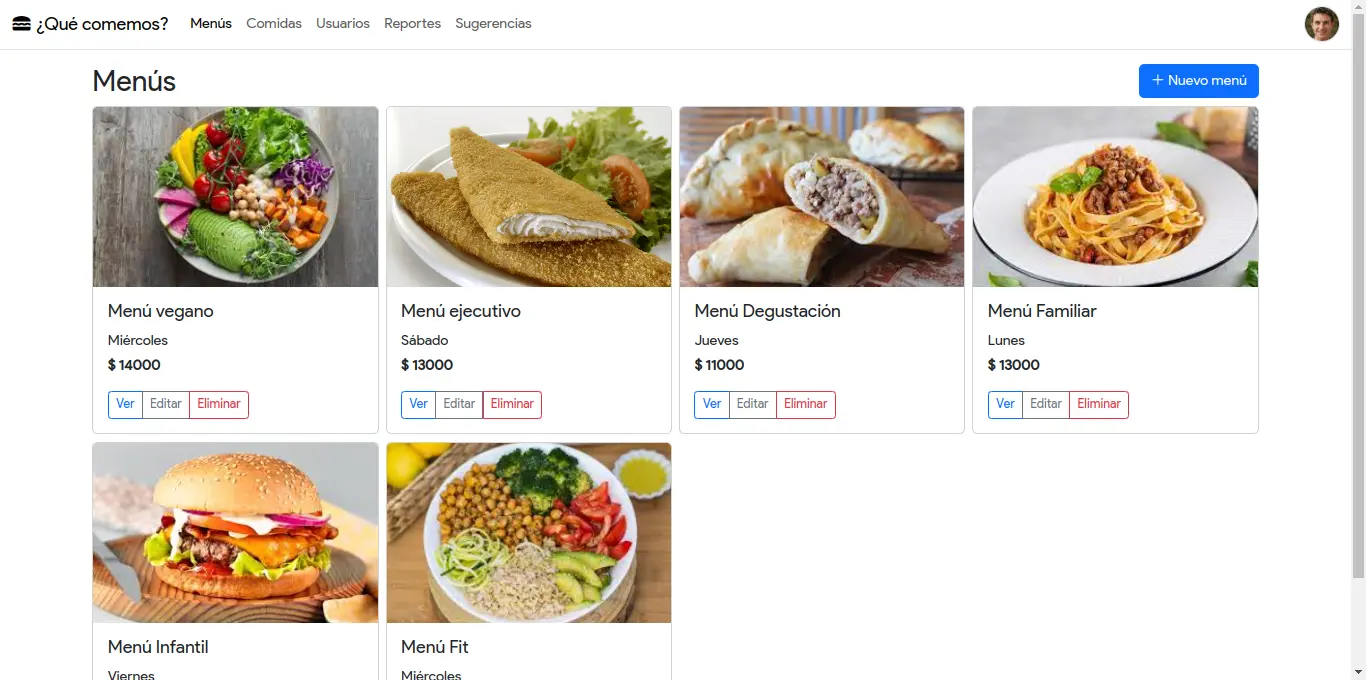 ¿Qué comemos? Menús Comidas Usuarios Reportes Sugerencias
Menús
+ Nuevo menú
Menú vegano
Miércoles
$ 14000
Ver Editar Eliminar
Menú ejecutivo
Sábado
$ 13000
Ver Editar Eliminar
Menú Degustación
Jueves
$ 11000
Ver Editar Eliminar
Menú Familiar
Lunes
$ 13000
Ver Editar Eliminar
Menú Infantil
Viernes
Menú Fit
Miércoles